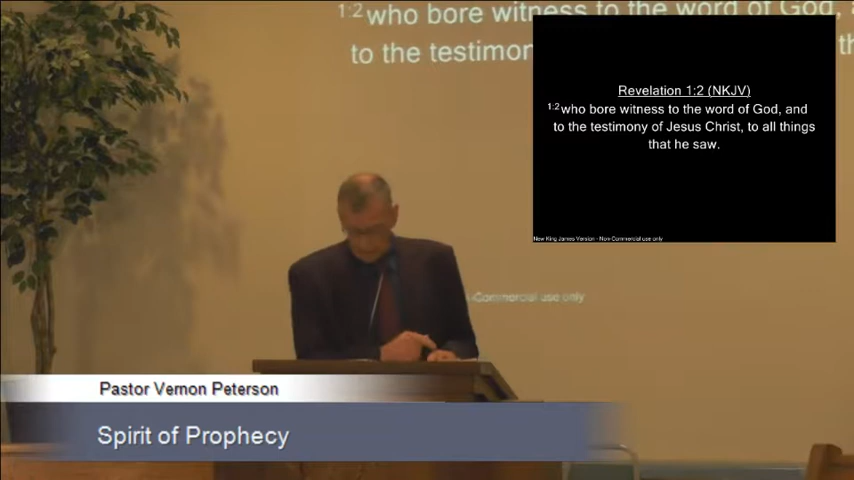 1:2 who bore witness to the word of God,
to the testimon
Revelation 1:2 (NKJV)
1:2 who bore witness to the word of God, and
to the testimony of Jesus Christ, to all things
that he saw.
New King James Version - Non-Commercial use only
-Commercial use only
Pastor Vernon Peterson
Spirit of Prophecy